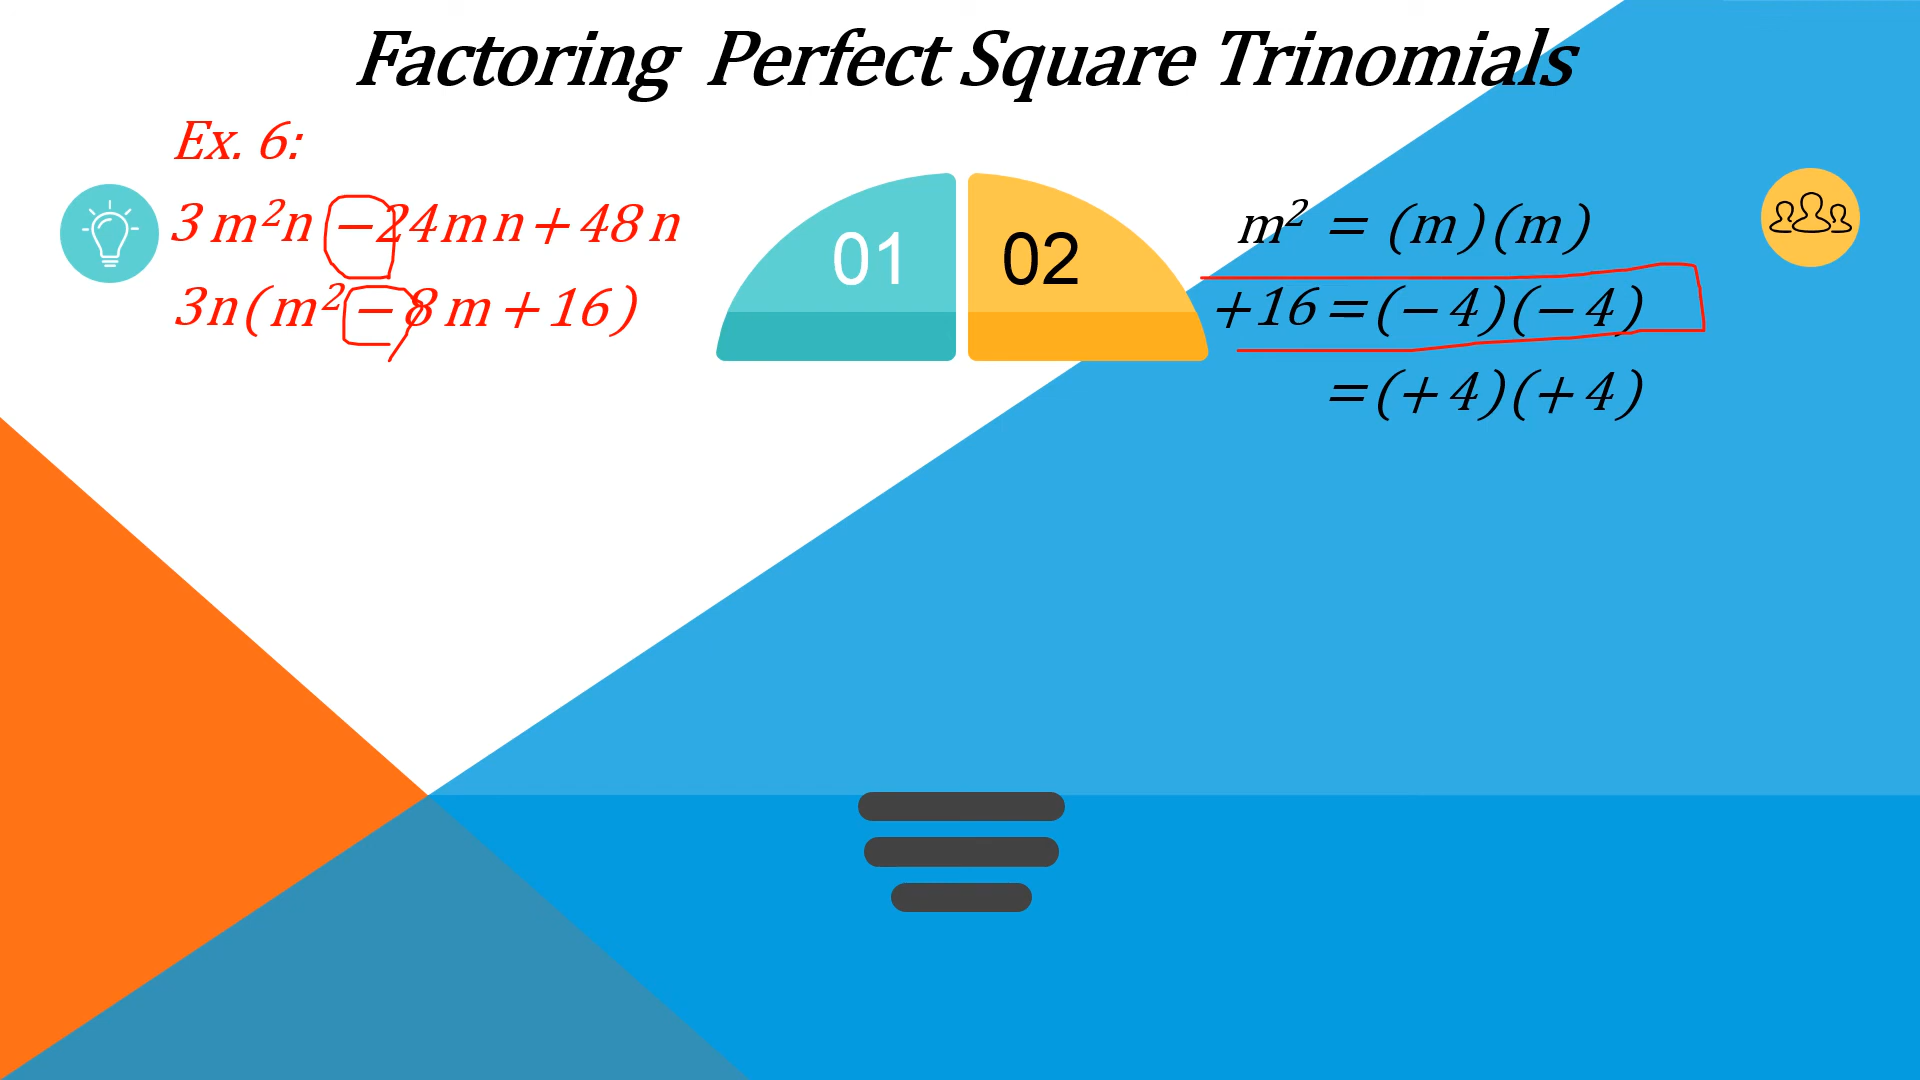 Factoring Perfect Square Trinomials
Ex. 6:
3m²n −24mn+48n
3n(m²−8m+16)
01
02
m² = (m)(m)
+16=(−4)(−4)
=(+4)(+4)